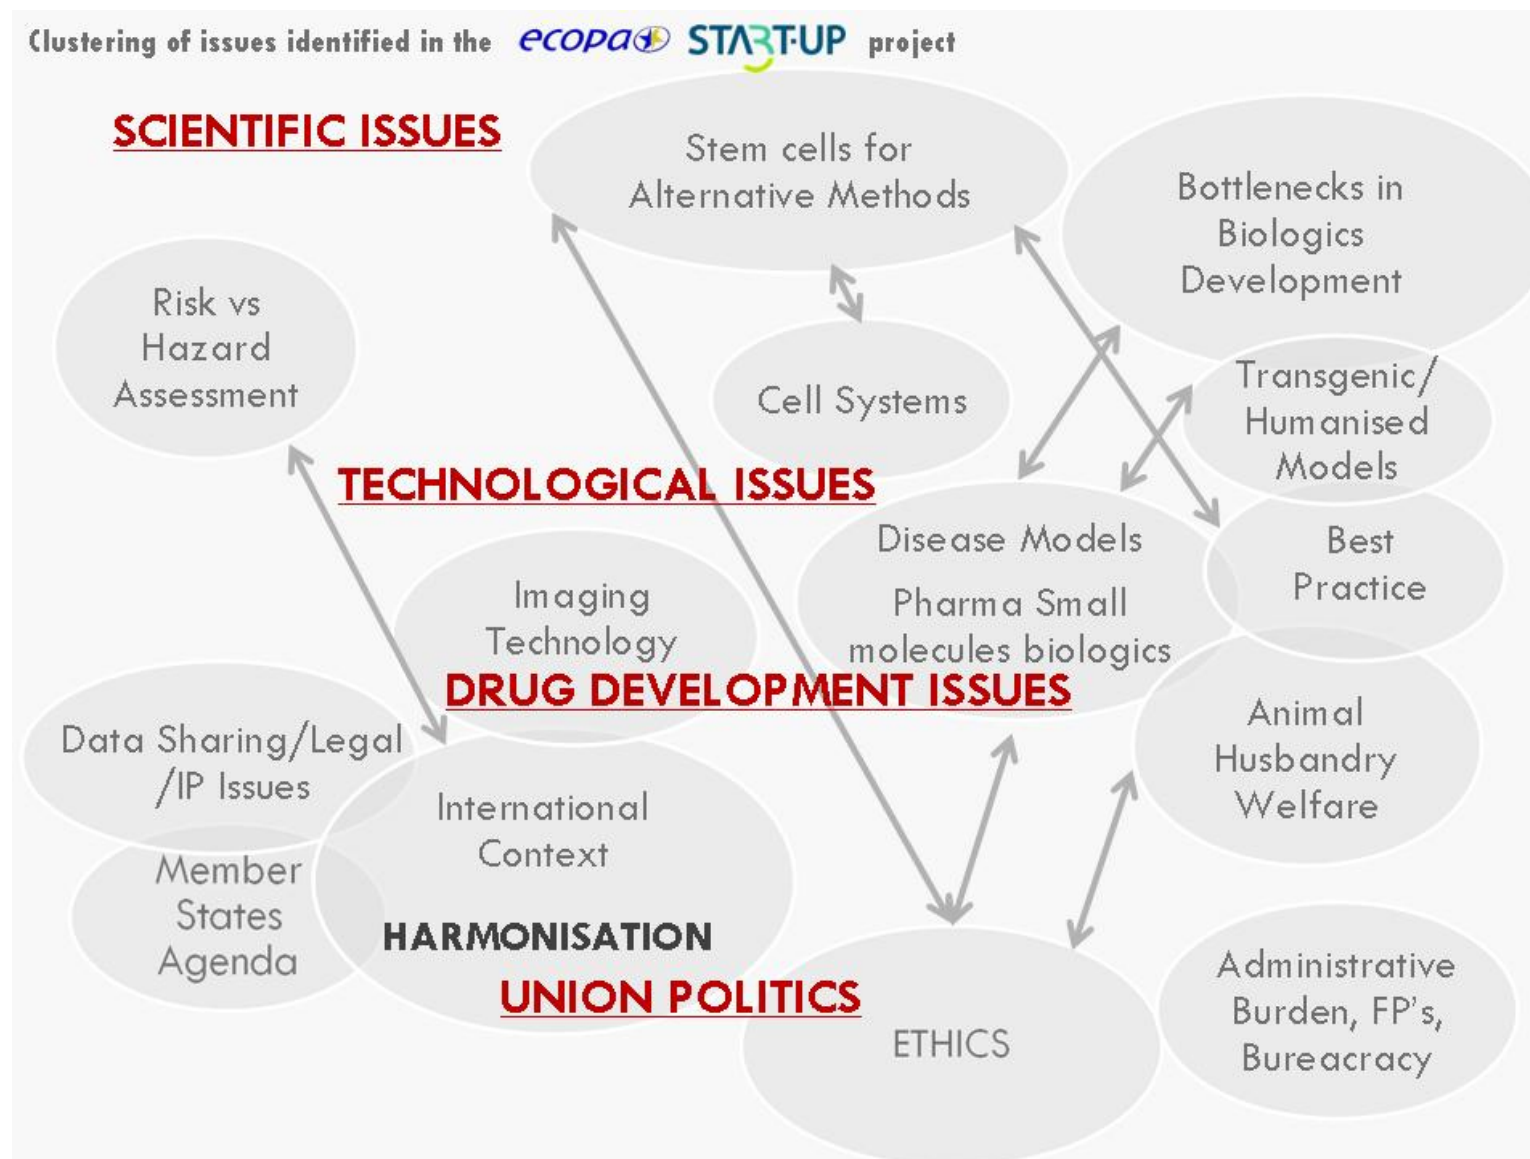 Clustering of issues identified in the ecopa START-UP project
SCIENTIFIC ISSUES
Stem cells for
Alternative Methods
Bottlenecks in
Biologics
Development
Risk vs
Hazard
Assessment
Cell Systems
Transgenic/
Humanised
Models
TECHNOLOGICAL ISSUES
Disease Models
Pharma Small
molecules biologics
Best
Practice
Imaging
Technology
DRUG DEVELOPMENT ISSUES
Data Sharing/Legal
/IP Issues
Animal
Husbandry
Welfare
International
Context
Member
States
Agenda
HARMONISATION
UNION POLITICS
ETHICS
Administrative
Burden, FP's,
Bureacracy